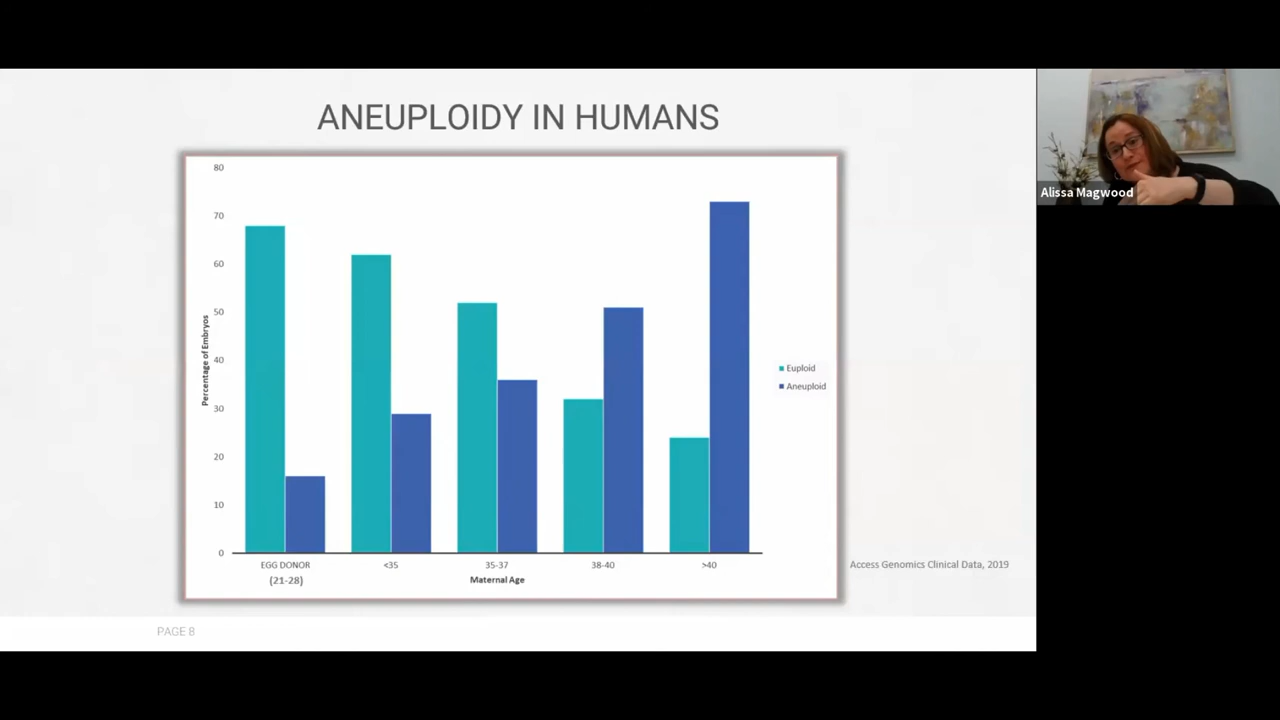 ANEUPLOIDY IN HUMANS
80
70
60
50
40
30
20
10
0
Percentage of Embryos
EGG DONOR
(21-28)
<35
35-37
38-40
>40
Maternal Age
Euploid
Aneuploid
Access Genomics Clinical Data, 2019
PAGE 8
Alissa Magwood